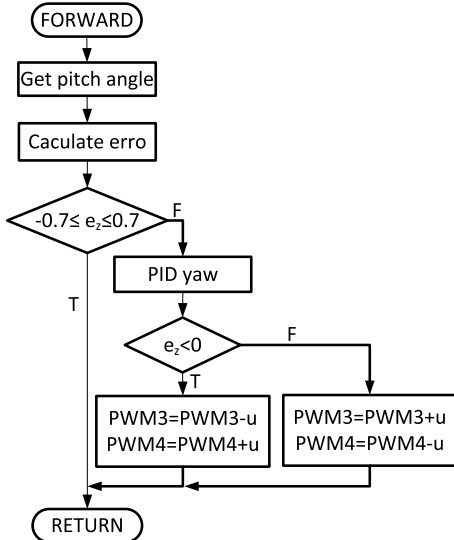 FORWARD
Get pitch angle
Caculate erro
-0.7≤ e_z≤0.7
F
T
PID yaw
e_z<0
F
T
PWM3=PWM3-u
PWM4=PWM4+u
PWM3=PWM3+u
PWM4=PWM4-u
RETURN